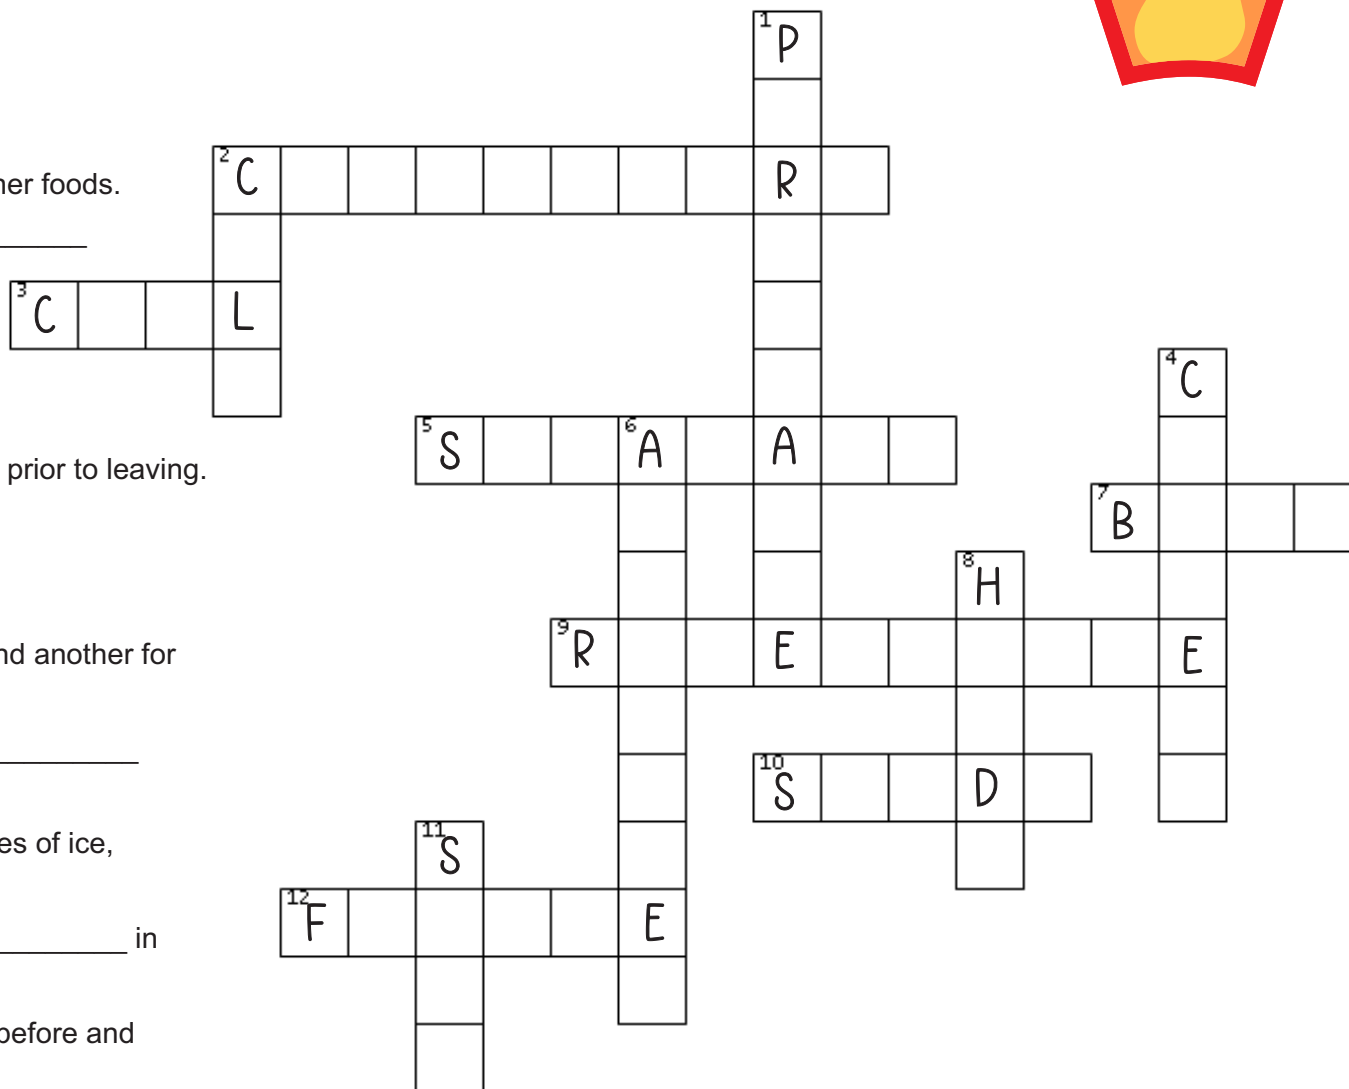 1
P
2
C R
ner foods.
3
C L
4
C
5 6
S A A
prior to leaving.
7
B
8
H
9
R E E
nd another for
10
S D
es of ice,
11
S
12
F E
in
before and